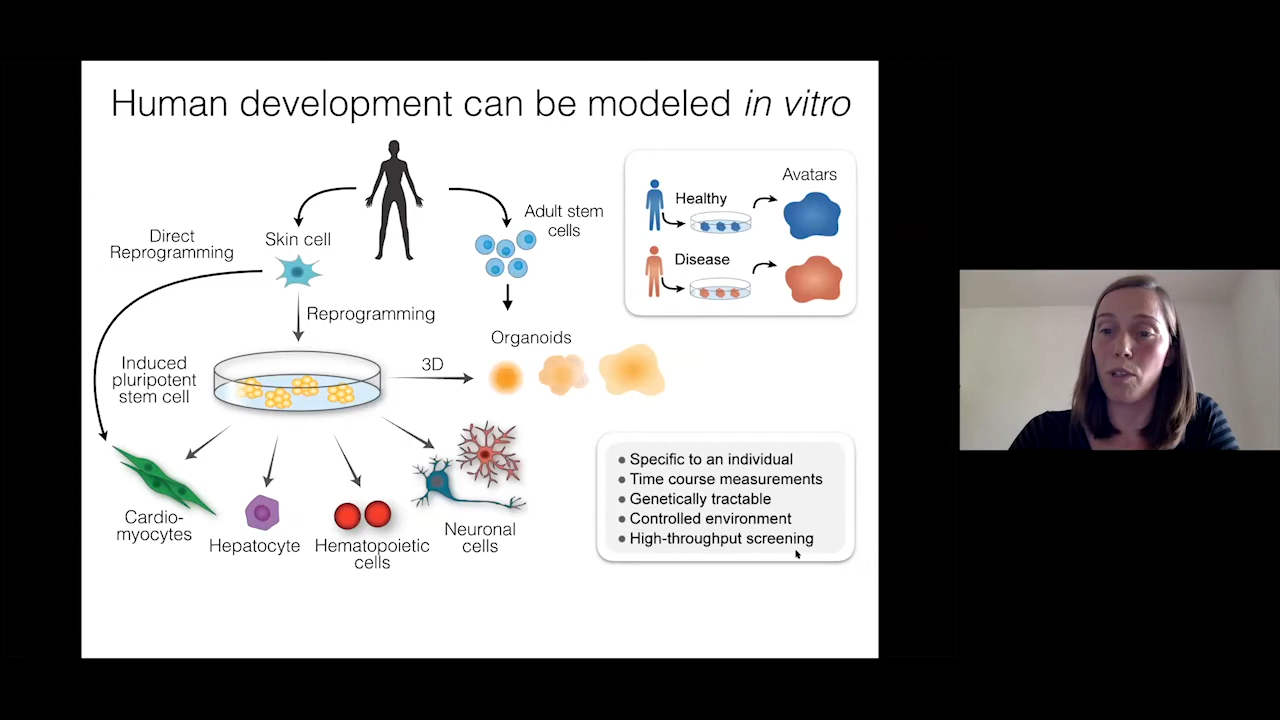 Human development can be modeled in vitro
Direct
Reprogramming
Skin cell
Adult stem
cells
Reprogramming
Induced
pluripotent
stem cell
3D
Organoids
Cardio-
myocytes
Hepatocyte
Hematopoietic
cells
Neuronal
cells
Avatars
Healthy
Disease
● Specific to an individual
● Time course measurements
● Genetically tractable
● Controlled environment
● High-throughput screening